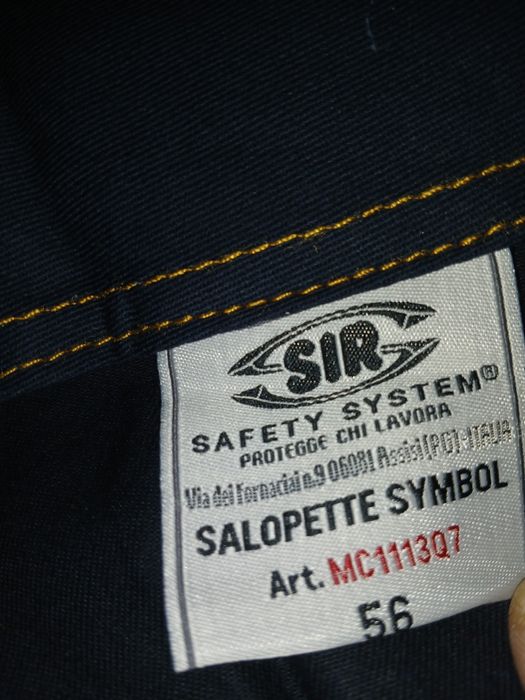 SIR
SAFETY SYSTEM®
PROTEGGE CHI LAVORA
Via dei Fornaciai n.9 06081 Assisi (PG)-ITALIA
SALOPETTE SYMBOL
Art. MC1113Q7
56